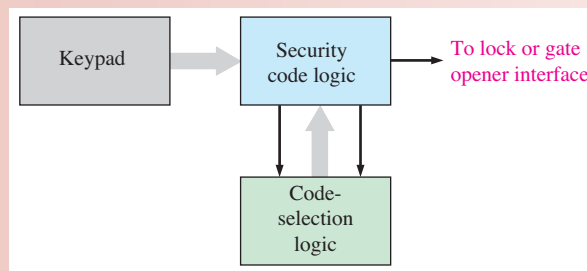 Keypad
Security
code logic
To lock or gate
opener interface
Code-
selection
logic